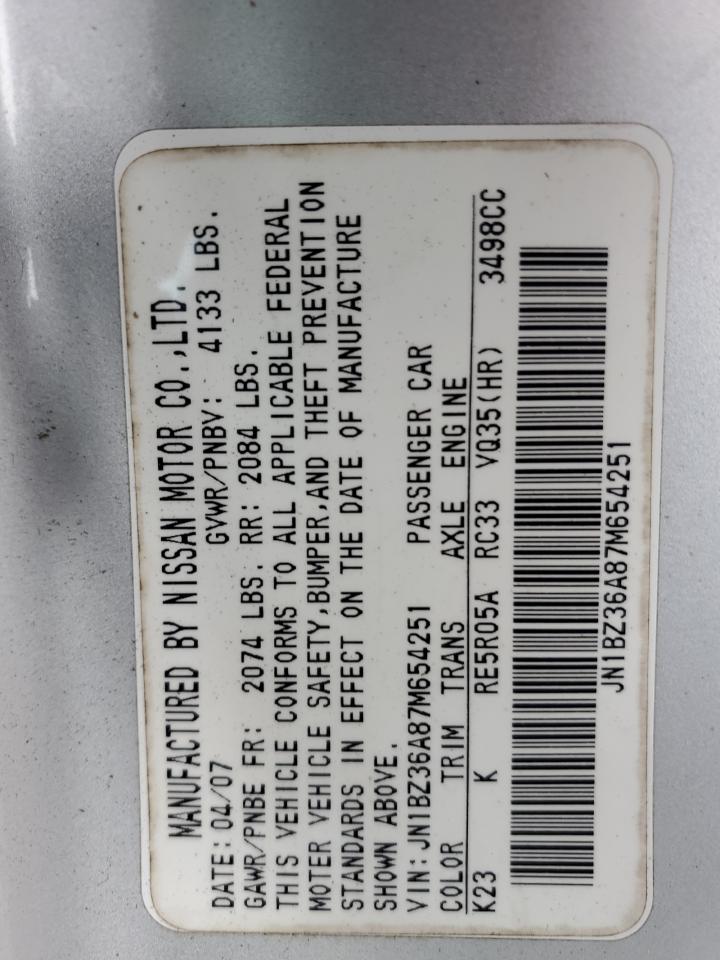 MANUFACTURED BY NISSAN MOTOR CO.,LTD.
DATE: 04/07 GVWR/PNBV: 4133 LBS.
GAWR/PNBE FR: 2074 LBS. RR: 2084 LBS.
THIS VEHICLE CONFORMS TO ALL APPLICABLE FEDERAL
MOTER VEHICLE SAFETY,BUMPER,AND THEFT PREVENTION
STANDARDS IN EFFECT ON THE DATE OF MANUFACTURE
SHOWN ABOVE.
VIN:JN1BZ36A87M654251 PASSENGER CAR
COLOR TRIM TRANS AXLE ENGINE
K23 K RE5R05A RC33 VQ35(HR) 3498CC
JN1BZ36A87M654251